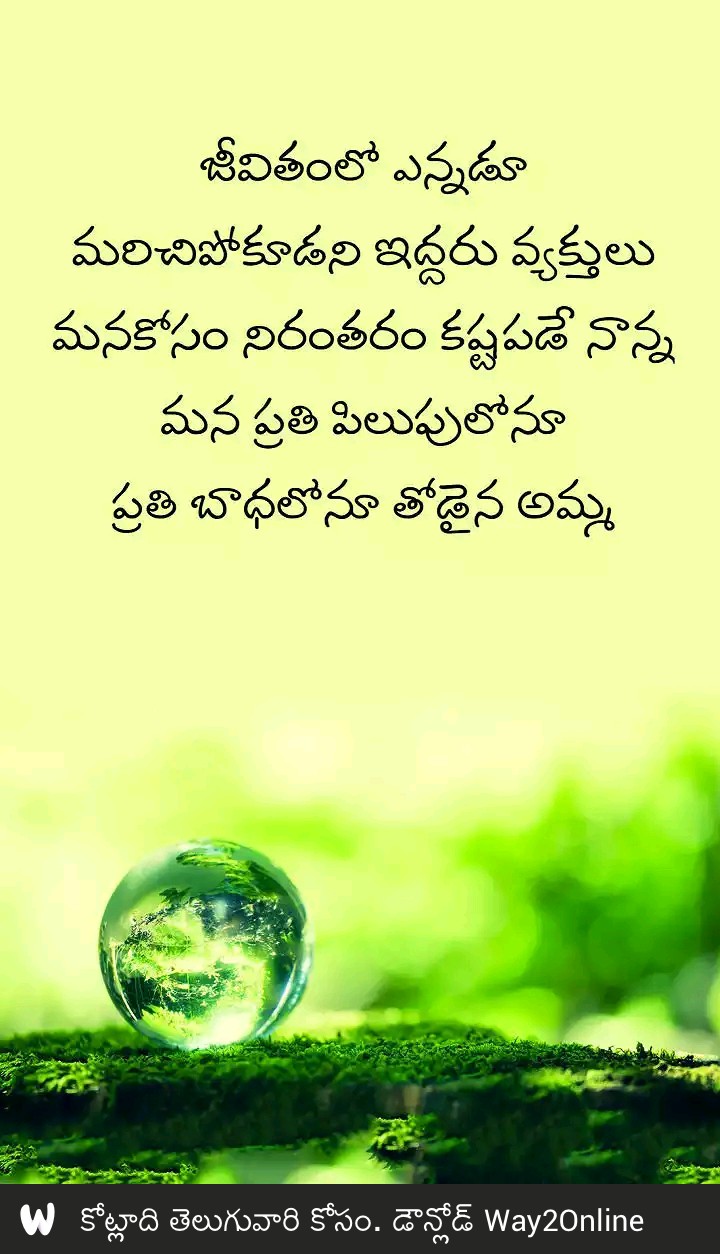 జీవితంలో ఎన్నడూ
మరిచిపోకూడని ఇద్దరు వ్యక్తులు
మనకోసం నిరంతరం కష్టపడే నాన్న
మన ప్రతి పిలుపులోనూ
ప్రతి బాధలోనూ తోడైన అమ్మ
W కోట్లాది తెలుగువారి కోసం. డౌన్లోడ్ Way2Online